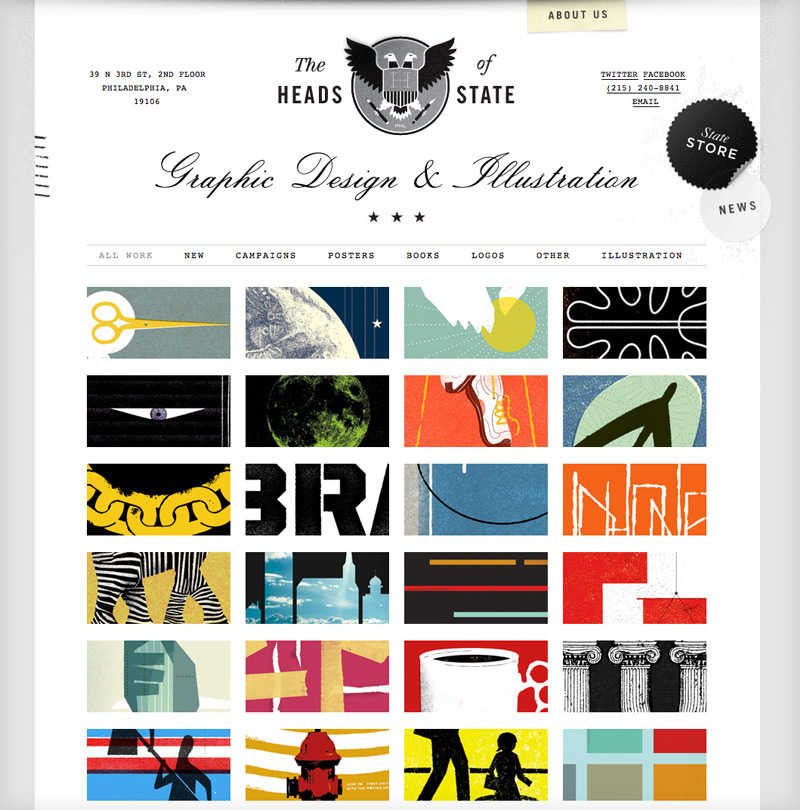 ABOUT US
39 N 3RD ST, 2ND FLOOR
PHILADELPHIA, PA
19106
The of
HEADS STATE
TWITTER FACEBOOK
(215) 240-8841
EMAIL
State
STORE
NEWS
Graphic Design & Illustration
ALL WORK NEW CAMPAIGNS POSTERS BOOKS LOGOS OTHER ILLUSTRATION
BRA